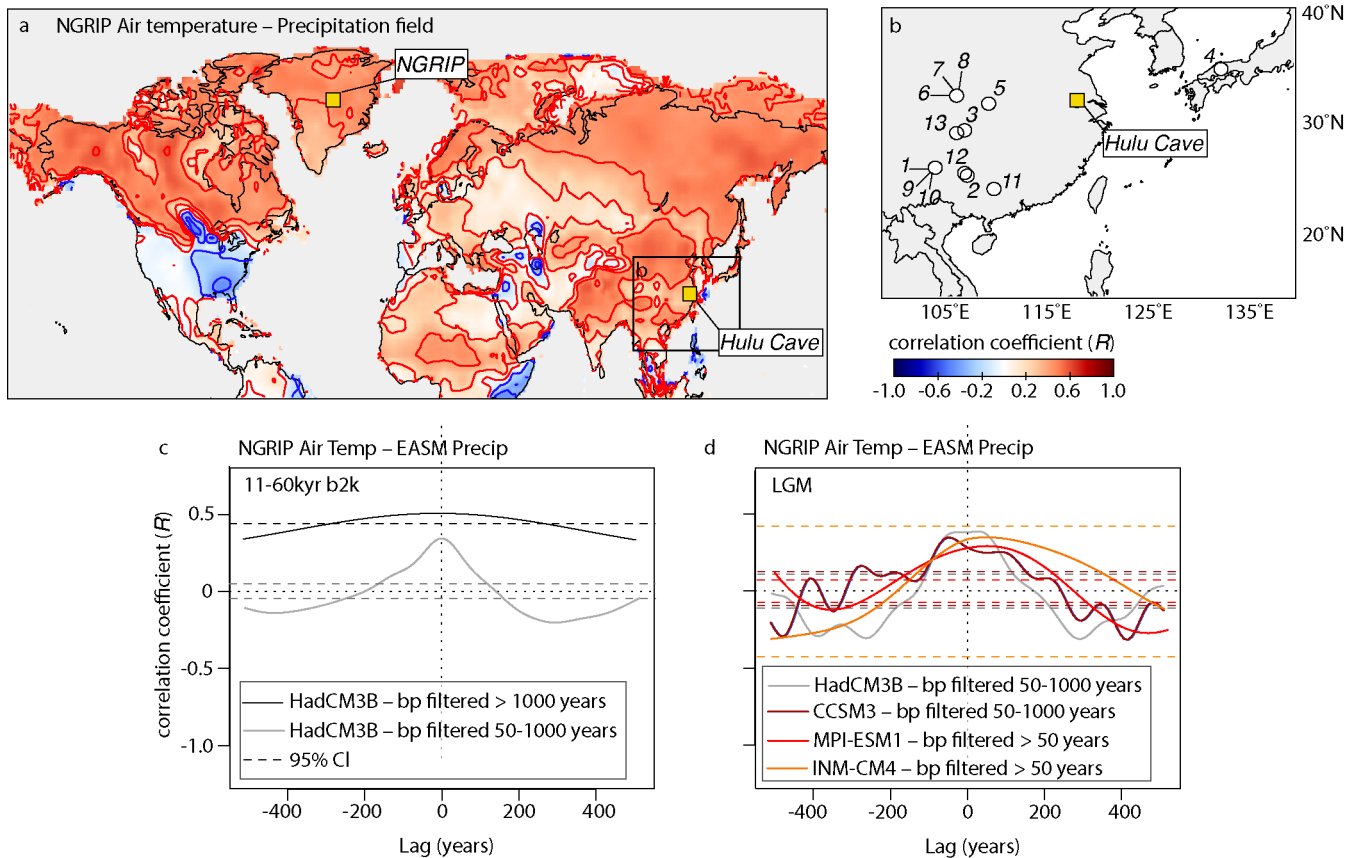 a NGRIP Air temperature – Precipitation field
NGRIP
b
Hulu Cave
b
40°N
30°N
20°N
7
8
6
5
4
3
13
1
12
9
10
2
11
Hulu Cave
105°E
115°E
125°E
135°E
correlation coefficient (R)
-1.0 -0.6 -0.2 0.2 0.6 1.0
c NGRIP Air Temp – EASM Precip
11-60kyr b2k
correlation coefficient (R)
0.5
0
-0.5
-1.0
HadCM3B – bp filtered > 1000 years
HadCM3B – bp filtered 50-1000 years
95% CI
-400 -200 0 200 400
Lag (years)
d NGRIP Air Temp – EASM Precip
LGM
HadCM3B – bp filtered 50-1000 years
CCSM3 – bp filtered 50-1000 years
MPI-ESM1 – bp filtered > 50 years
INM-CM4 – bp filtered > 50 years
-400 -200 0 200 400
Lag (years)